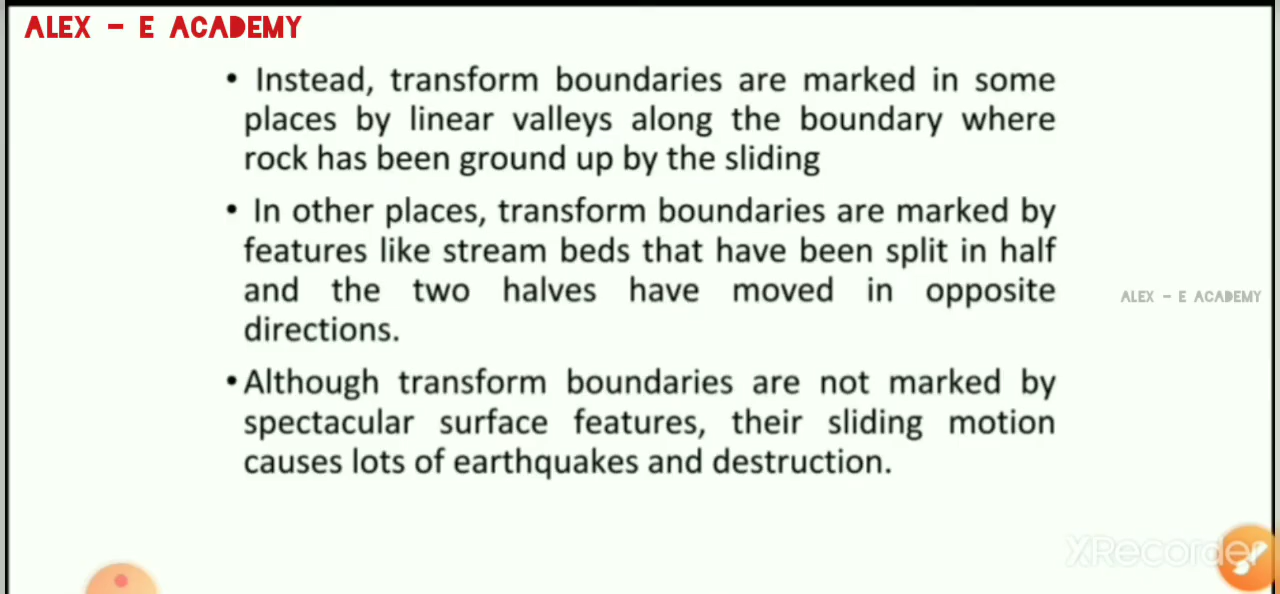 ALEX - E ACADEMY
• Instead, transform boundaries are marked in some
places by linear valleys along the boundary where
rock has been ground up by the sliding
• In other places, transform boundaries are marked by
features like stream beds that have been split in half
and the two halves have moved in opposite
directions.
ALEX - E ACADEMY
• Although transform boundaries are not marked by
spectacular surface features, their sliding motion
causes lots of earthquakes and destruction.
XRecorder